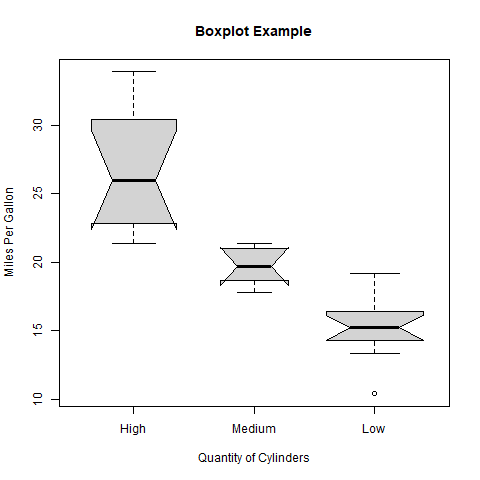 Boxplot Example
Miles Per Gallon
30
25
20
15
10
High Medium Low
Quantity of Cylinders